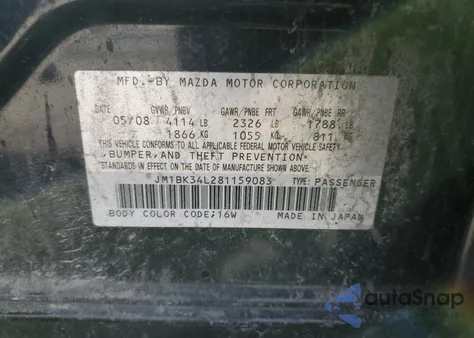 MFD. BY MAZDA MOTOR CORPORATION
DATE GVWR/PNBV GAWR/PNBE FRT GAWR/PNBE RR
05/08 4114 LB 2326 LB 1788 LB
1866 KG 1055 KG 811 KG
THIS VEHICLE CONFORMS TO ALL APPLICABLE FEDERAL MOTOR VEHICLE SAFETY
BUMPER, AND THEFT PREVENTION
STANDARDS IN EFFECT ON THE DATE OF MANUFACTURE SHOWN ABOVE.
JM1BK34L281159083 TYPE: PASSENGER
BODY COLOR CODE;16W MADE IN JAPAN
autoSnap